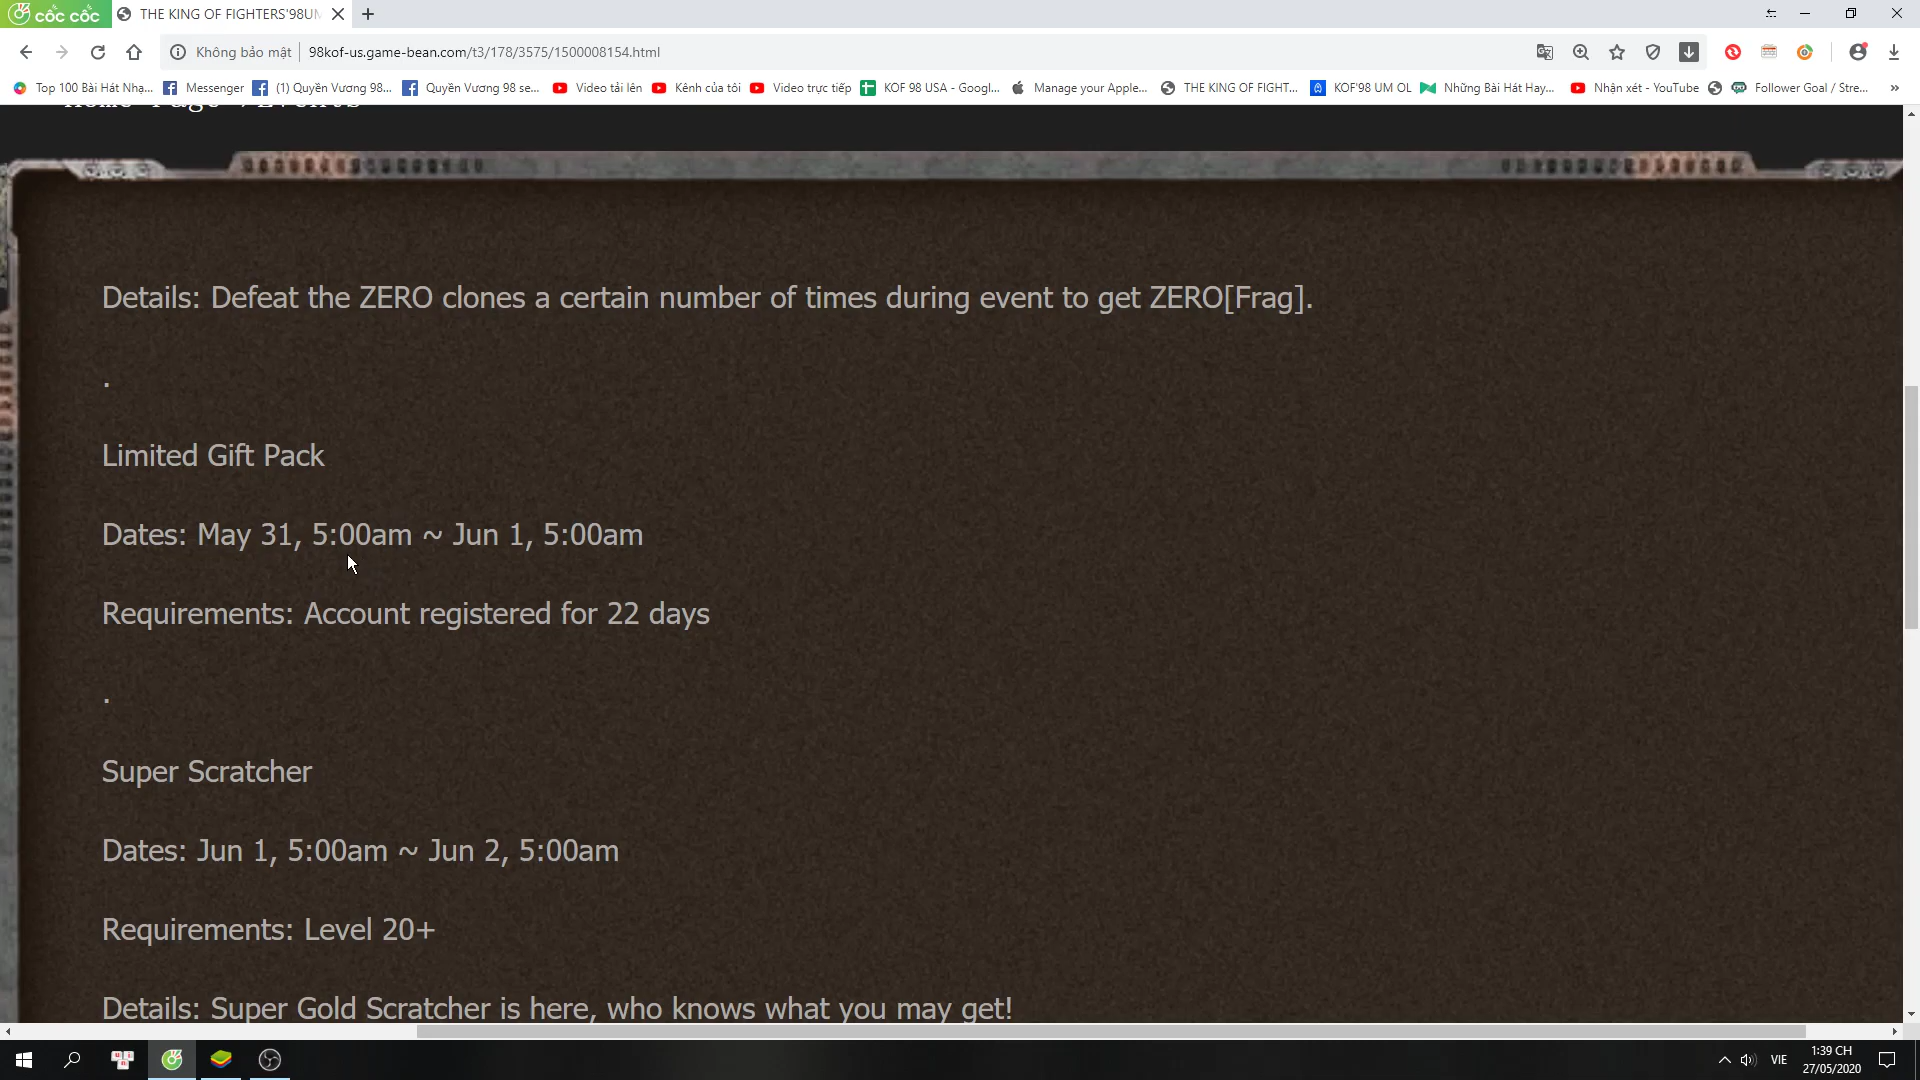 cốc cốc
THE KING OF FIGHTERS'98UM
Không bảo mật
98kof-us.game-bean.com/t3/178/3575/1500008154.html
Top 100 Bài Hát Nhạ...
Messenger
(1) Quyền Vương 98...
Quyền Vương 98 se...
Video tải lên
Kênh của tôi
Video trực tiếp
KOF 98 USA - Googl...
Manage your Apple...
THE KING OF FIGHT...
KOF'98 UM OL
Những Bài Hát Hay...
Nhận xét - YouTube
Follower Goal / Stre...
»
Home Page >Events
Details: Defeat the ZERO clones a certain number of times during event to get ZERO[Frag].
.
Limited Gift Pack
Dates: May 31, 5:00am ~ Jun 1, 5:00am
Requirements: Account registered for 22 days
.
Super Scratcher
Dates: Jun 1, 5:00am ~ Jun 2, 5:00am
Requirements: Level 20+
Details: Super Gold Scratcher is here, who knows what you may get!
VIE
1:39 CH
27/05/2020